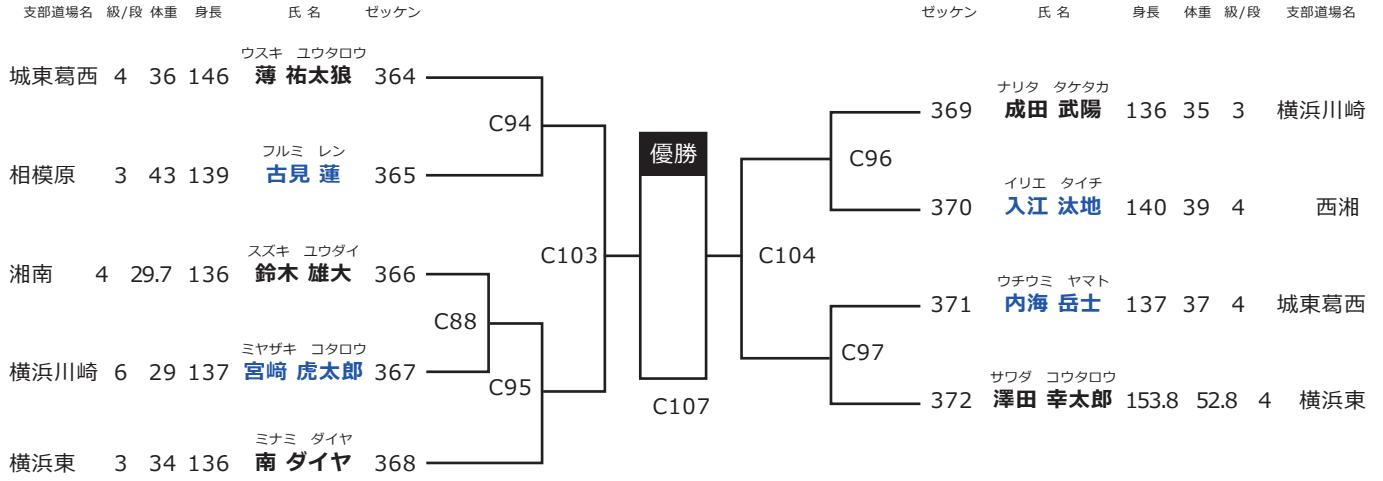 支部道場名 級/段 体重 身長 氏 名 ゼッケン
ゼッケン 氏 名 身長 体重 級/段 支部道場名
ウスキ ユウタロウ
城東葛西 4 36 146 薄 祐太狼 364
C94
フルミ レン
相模原 3 43 139 古見 蓮 365
C103
スズキ ユウダイ
湘南 4 29.7 136 鈴木 雄大 366
C88
ミヤザキ コタロウ
横浜川崎 6 29 137 宮﨑 虎太郎 367
C95
ミナミ ダイヤ
横浜東 3 34 136 南 ダイヤ 368
優勝
C107
ナリタ タケタカ
369 成田 武陽 136 35 3 横浜川崎
C96
イリエ タイチ
370 入江 汰地 140 39 4 西湘
C104
ウチウミ ヤマト
371 内海 岳士 137 37 4 城東葛西
C97
サワダ コウタロウ
372 澤田 幸太郎 153.8 52.8 4 横浜東